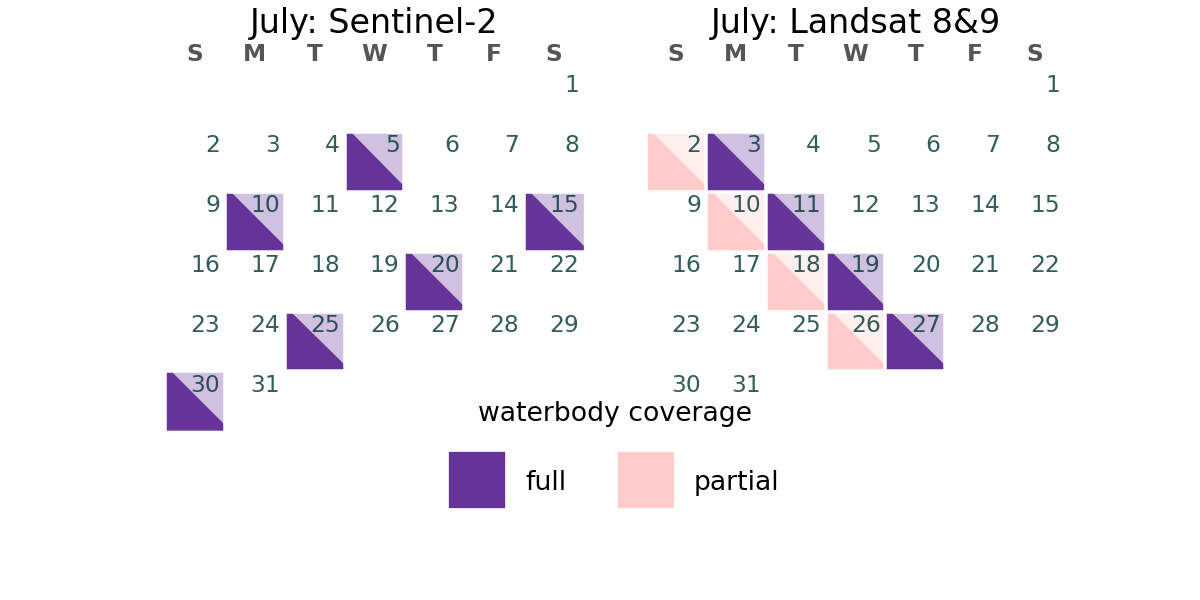 July: Sentinel-2
S M T W T F S
1
2 3 4 5 6 7 8
9 10 11 12 13 14 15
16 17 18 19 20 21 22
23 24 25 26 27 28 29
30 31
July: Landsat 8&9
S M T W T F S
1
2 3 4 5 6 7 8
9 10 11 12 13 14 15
16 17 18 19 20 21 22
23 24 25 26 27 28 29
30 31
waterbody coverage
full partial